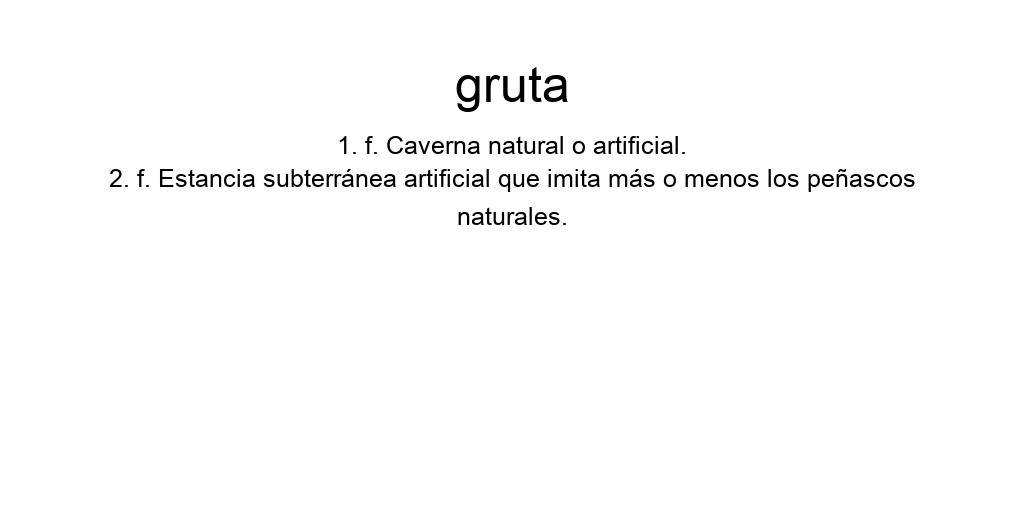 gruta
1. f. Caverna natural o artificial.
2. f. Estancia subterránea artificial que imita más o menos los peñascos
naturales.